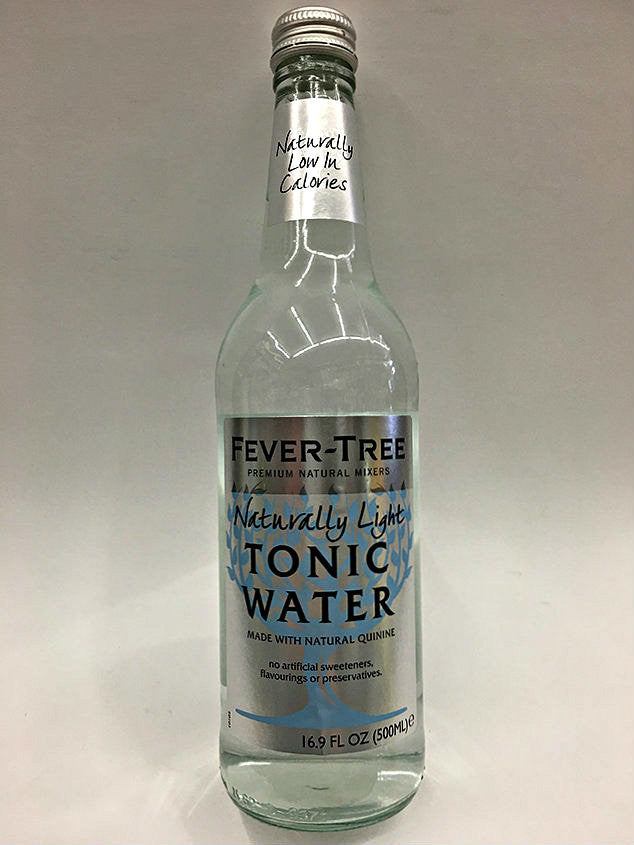 Naturally
Low In
Calories
FEVER-TREE
PREMIUM NATURAL MIXERS
Naturally Light
TONIC
WATER
MADE WITH NATURAL QUININE
no artificial sweeteners,
flavourings or preservatives.
16.9 FL OZ (500ML)e